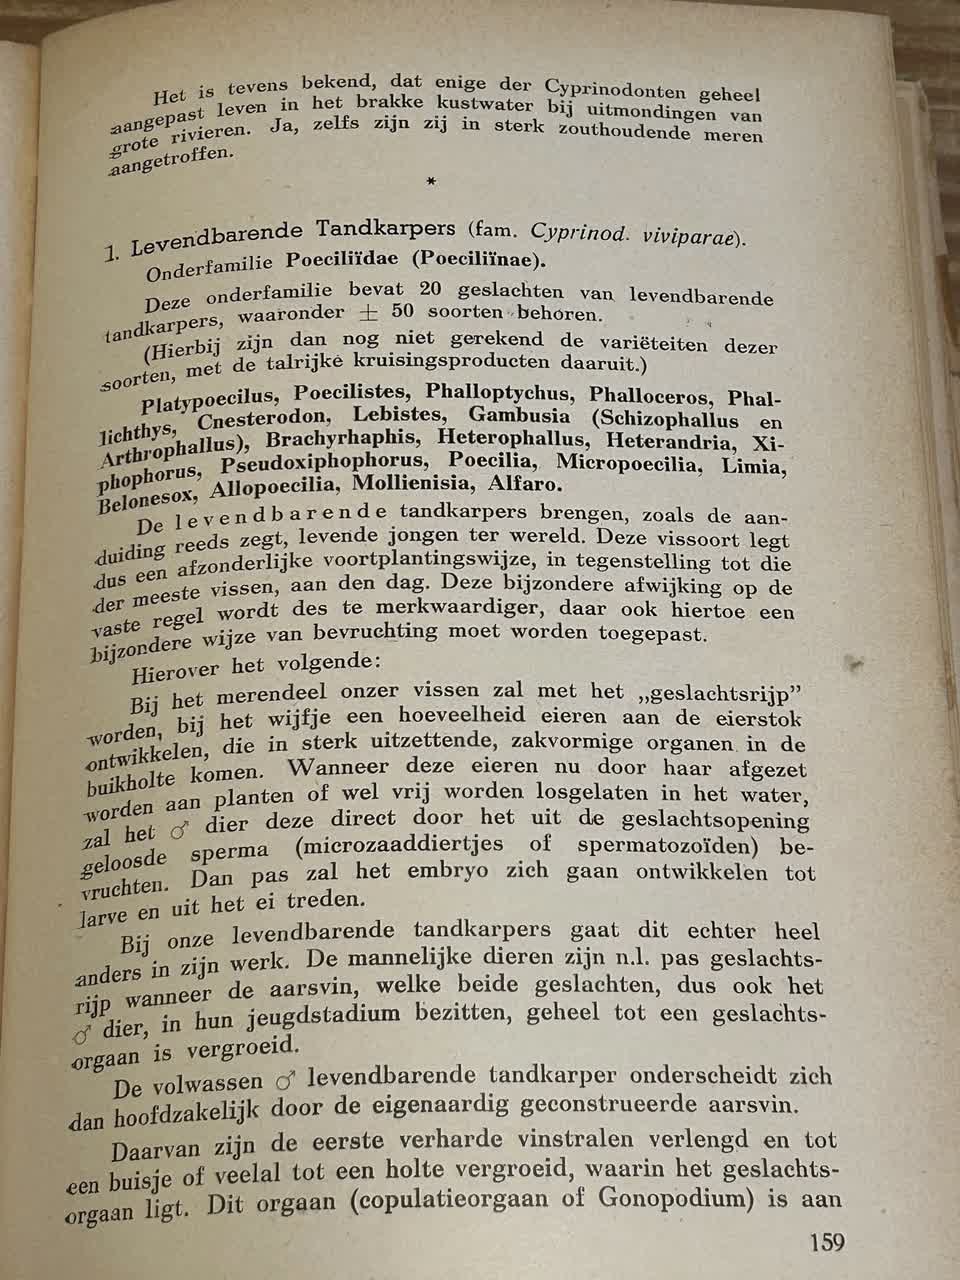 Het is tevens bekend, dat enige der Cyprinodonten geheel
aangepast leven in het brakke kustwater bij uitmondingen van
grote rivieren. Ja, zelfs zijn zij in sterk zouthoudende meren
aangetroffen.
*
1. Levendbarende Tandkarpers (fam. Cyprinod. viviparae).
Onderfamilie Poeciliïdae (Poeciliïnae).
Deze onderfamilie bevat 20 geslachten van levendbarende
tandkarpers, waaronder ± 50 soorten behoren.
(Hierbij zijn dan nog niet gerekend de variëteiten dezer
soorten, met de talrijke kruisingsproducten daaruit.)
Platypoecilus, Poecilistes, Phalloptychus, Phalloceros, Phal-
lichthys, Cnesterodon, Lebistes, Gambusia (Schizophallus en
Arthrophallus), Brachyrhaphis, Heterophallus, Heterandria, Xi-
phophorus, Pseudoxiphophorus, Poecilia, Micropoecilia, Limia,
Belonesox, Allopoecilia, Mollienisia, Alfaro.
De levendbarende tandkarpers brengen, zoals de aan-
duiding reeds zegt, levende jongen ter wereld. Deze vissoort legt
dus een afzonderlijke voortplantingswijze, in tegenstelling tot die
der meeste vissen, aan den dag. Deze bijzondere afwijking op de
vaste regel wordt des te merkwaardiger, daar ook hiertoe een
bijzondere wijze van bevruchting moet worden toegepast.
Hierover het volgende:
Bij het merendeel onzer vissen zal met het „geslachtsrijp”
worden, bij het wijfje een hoeveelheid eieren aan de eierstok
ontwikkelen, die in sterk uitzettende, zakvormige organen in de
buikholte komen. Wanneer deze eieren nu door haar afgezet
worden aan planten of wel vrij worden losgelaten in het water,
zal het ♂ dier deze direct door het uit de geslachtsopening
geloosde sperma (microzaaddiertjes of spermatozoïden) be-
vruchten. Dan pas zal het embryo zich gaan ontwikkelen tot
larve en uit het ei treden.
Bij onze levendbarende tandkarpers gaat dit echter heel
anders in zijn werk. De mannelijke dieren zijn n.l. pas geslachts-
rijp wanneer de aarsvin, welke beide geslachten, dus ook het
♂ dier, in hun jeugdstadium bezitten, geheel tot een geslachts-
orgaan is vergroeid.
De volwassen ♂ levendbarende tandkarper onderscheidt zich
dan hoofdzakelijk door de eigenaardig geconstrueerde aarsvin.
Daarvan zijn de eerste verharde vinstralen verlengd en tot
een buisje of veelal tot een holte vergroeid, waarin het geslachts-
orgaan ligt. Dit orgaan (copulatieorgaan of Gonopodium) is aan
159